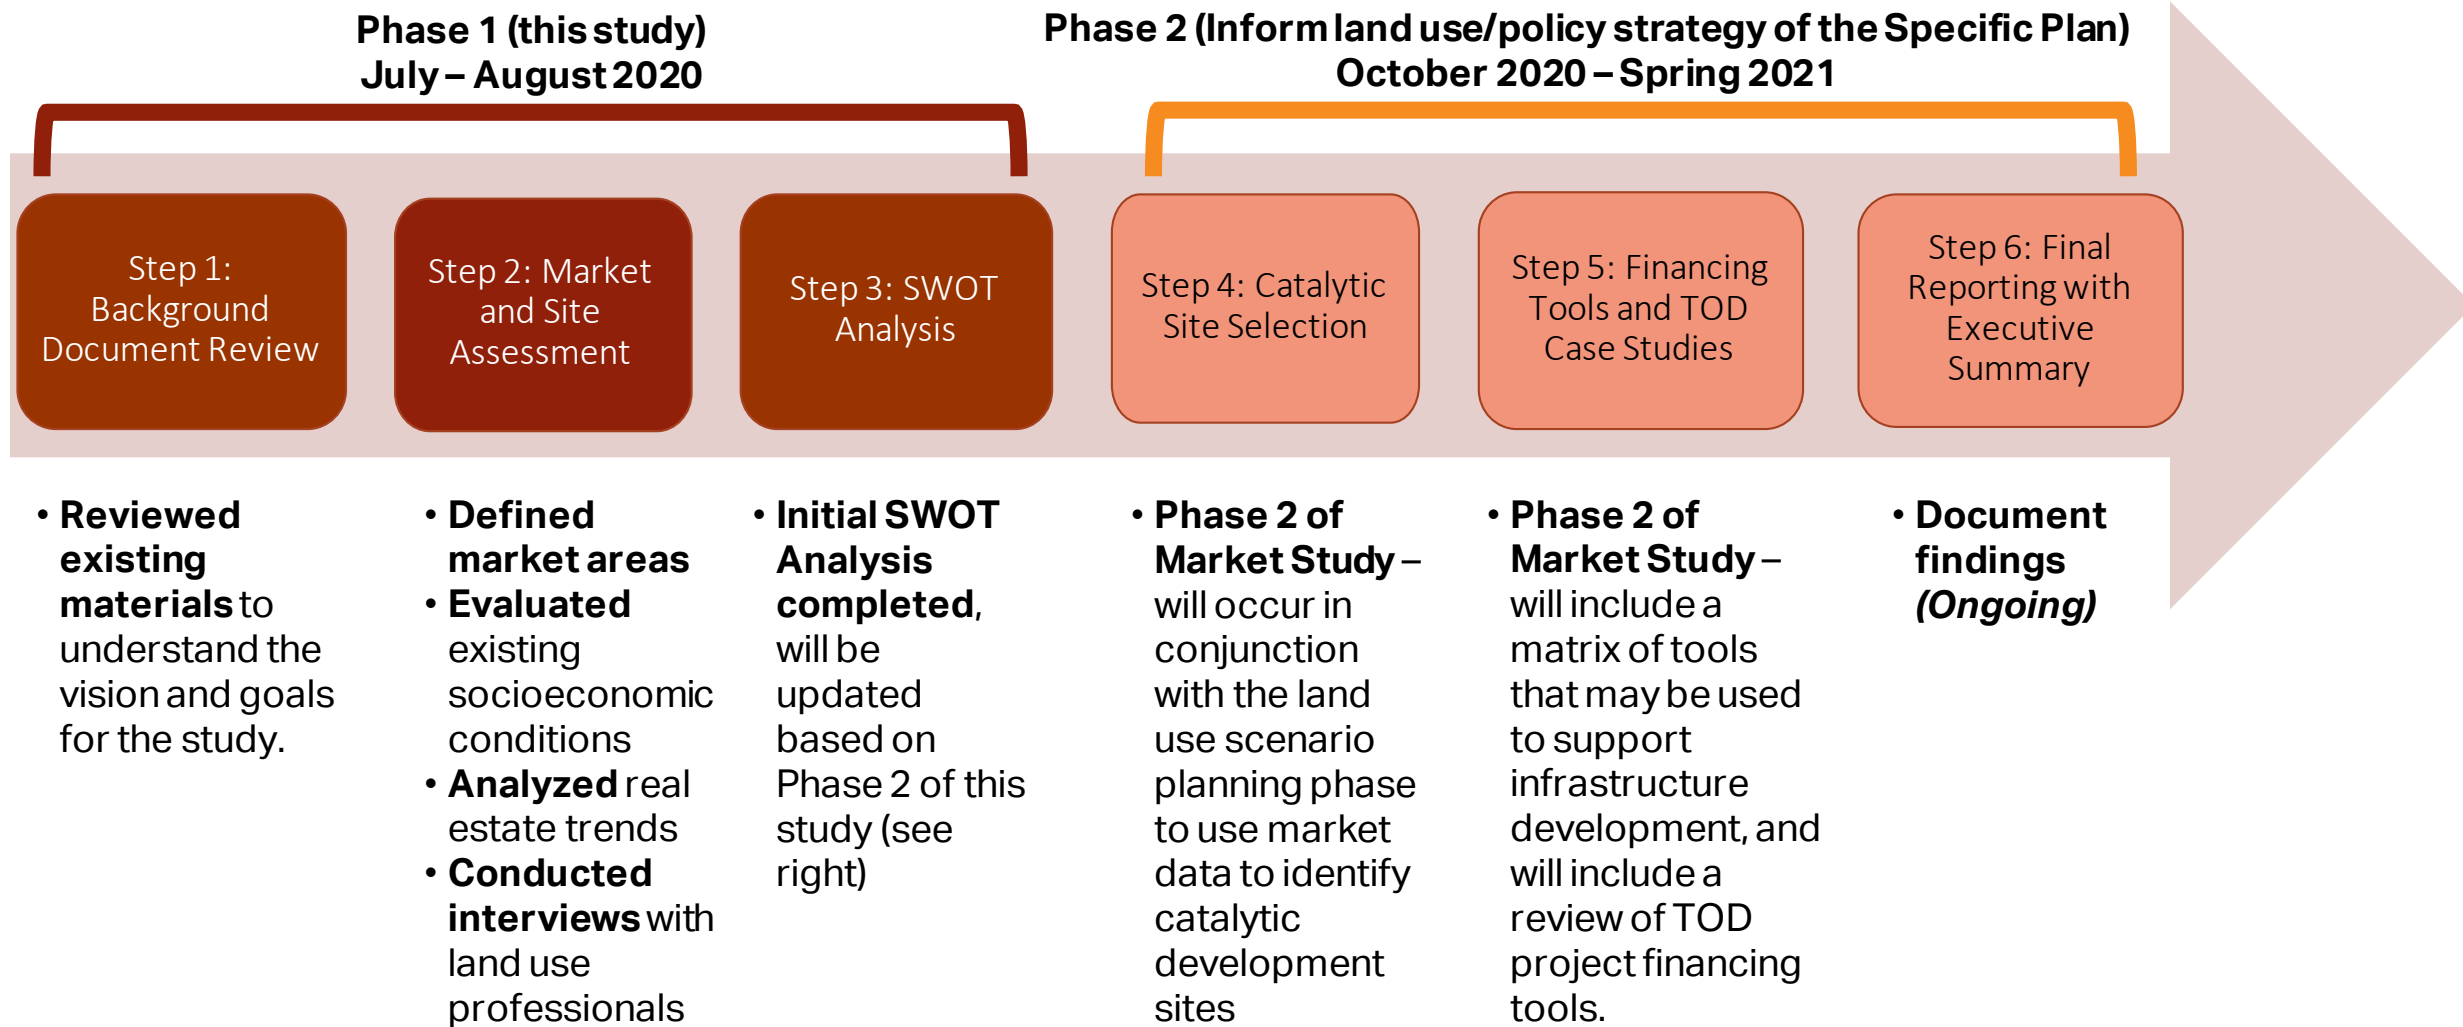 Phase 1 (this study)
July – August 2020
Phase 2 (Inform land use/policy strategy of the Specific Plan)
October 2020 – Spring 2021
Step 1:
Background
Document Review
Step 2: Market
and Site
Assessment
Step 3: SWOT
Analysis
Step 4: Catalytic
Site Selection
Step 5: Financing
Tools and TOD
Case Studies
Step 6: Final
Reporting with
Executive
Summary
• Reviewed
existing
materials to
understand the
vision and goals
for the study.
• Defined
market areas
• Evaluated
existing
socioeconomic
conditions
• Analyzed real
estate trends
• Conducted
interviews with
land use
professionals
• Initial SWOT
Analysis
completed,
will be
updated
based on
Phase 2 of this
study (see
right)
• Phase 2 of
Market Study –
will occur in
conjunction
with the land
use scenario
planning phase
to use market
data to identify
catalytic
development
sites
• Phase 2 of
Market Study –
will include a
matrix of tools
that may be used
to support
infrastructure
development, and
will include a
review of TOD
project financing
tools.
• Document
findings
(Ongoing)